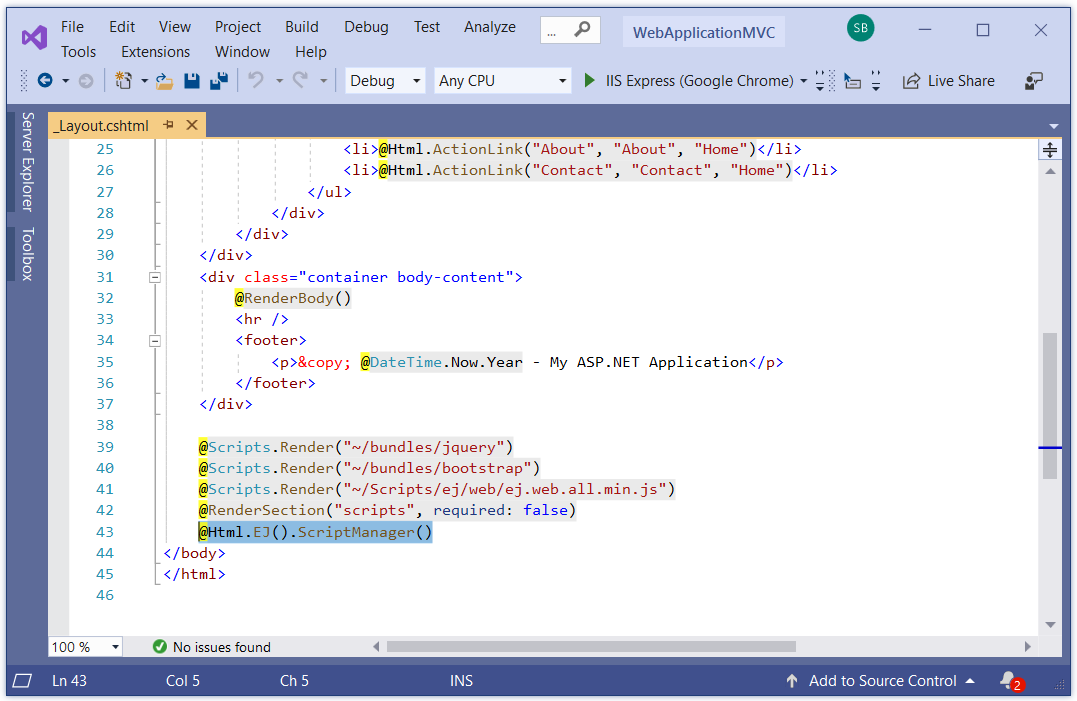 File Edit View Project Build Debug Test Analyze ... WebApplicationMVC SB
Tools Extensions Window Help
Debug Any CPU IIS Express (Google Chrome) Live Share
Server Explorer
Toolbox
_Layout.cshtml
25 <li>@Html.ActionLink("About", "About", "Home")</li>
26 <li>@Html.ActionLink("Contact", "Contact", "Home")</li>
27 </ul>
28 </div>
29 </div>
30 </div>
31 <div class="container body-content">
32 @RenderBody()
33 <hr />
34 <footer>
35 <p>&copy; @DateTime.Now.Year - My ASP.NET Application</p>
36 </footer>
37 </div>
38
39 @Scripts.Render("~/bundles/jquery")
40 @Scripts.Render("~/bundles/bootstrap")
41 @Scripts.Render("~/Scripts/ej/web/ej.web.all.min.js")
42 @RenderSection("scripts", required: false)
43 @Html.EJ().ScriptManager()
44 </body>
45 </html>
46
100 % No issues found
Ln 43 Col 5 Ch 5 INS Add to Source Control 2